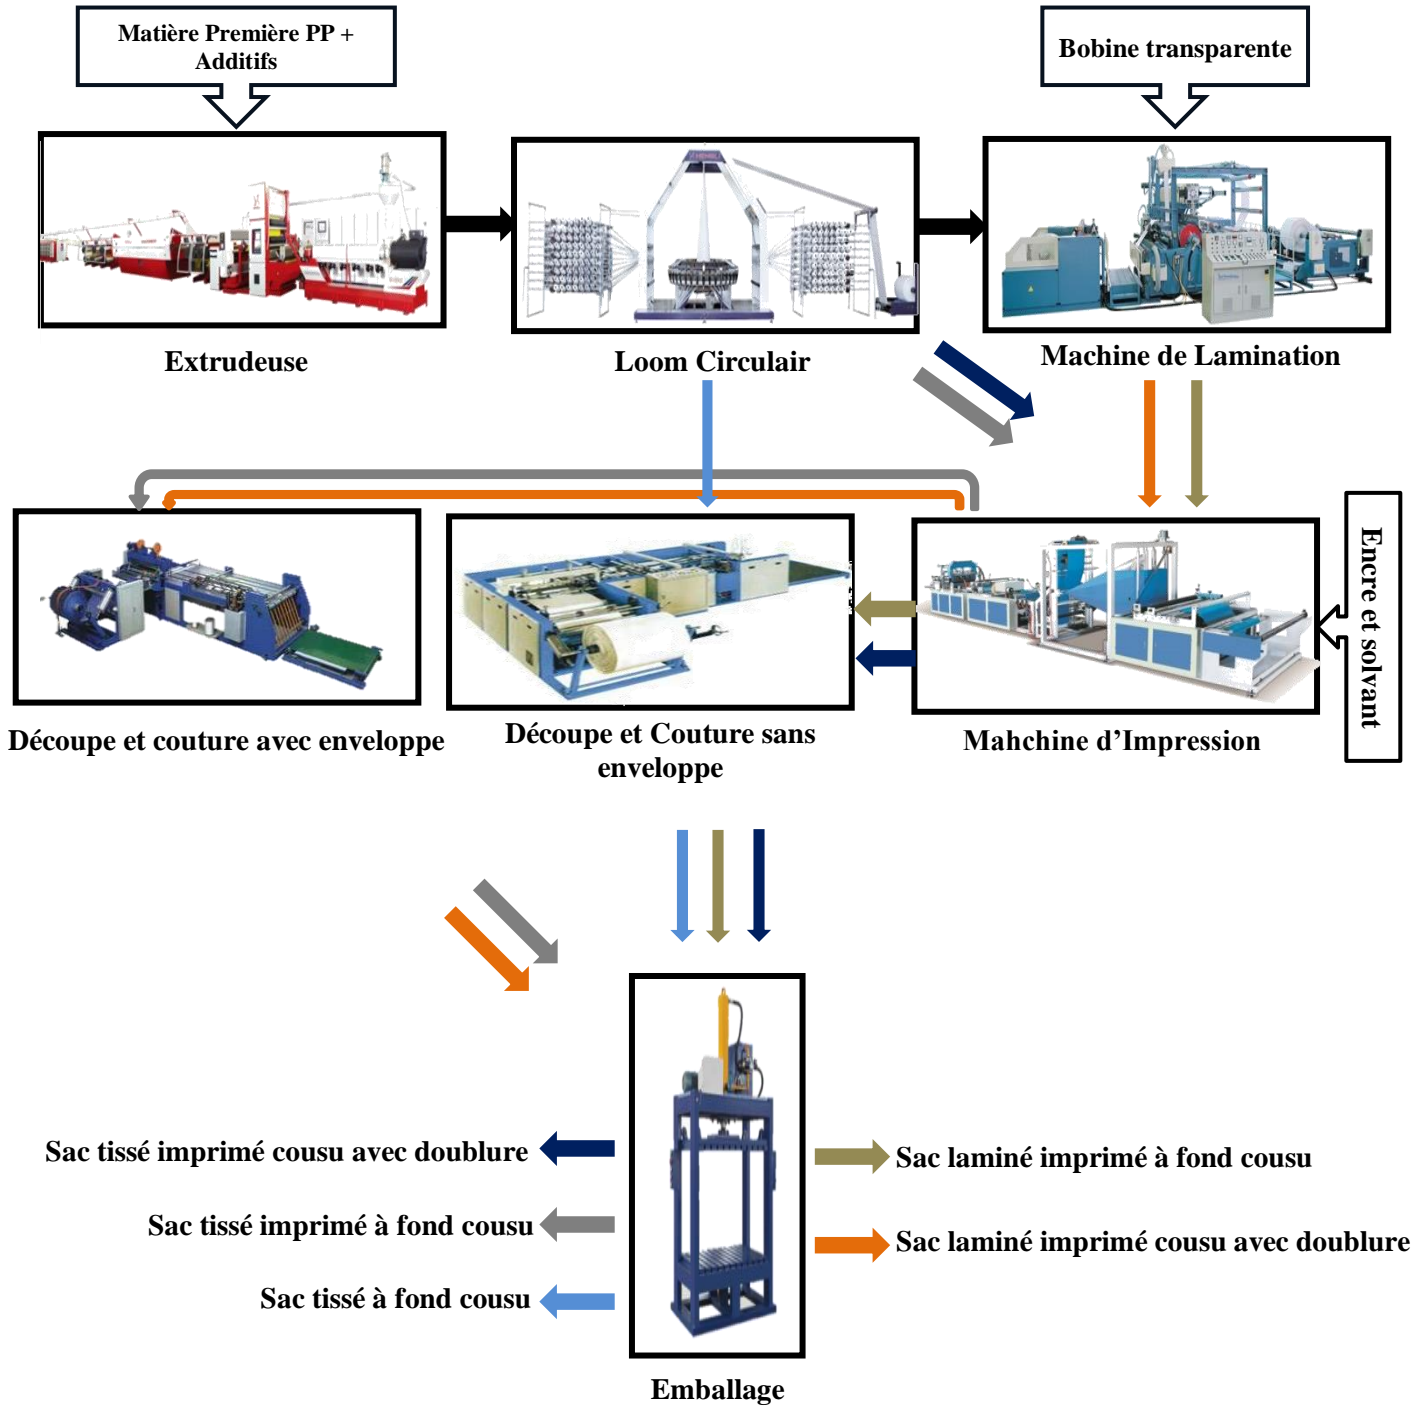 Matière Première PP +
Additifs
Bobine transparente
Extrudeuse
Loom Circulair
Machine de Lamination
Encre et solvant
Découpe et couture avec enveloppe
Découpe et Couture sans
enveloppe
Mahchine d'Impression
Sac tissé imprimé cousu avec doublure
Sac laminé imprimé à fond cousu
Sac tissé imprimé à fond cousu
Sac laminé imprimé cousu avec doublure
Sac tissé à fond cousu
Emballage